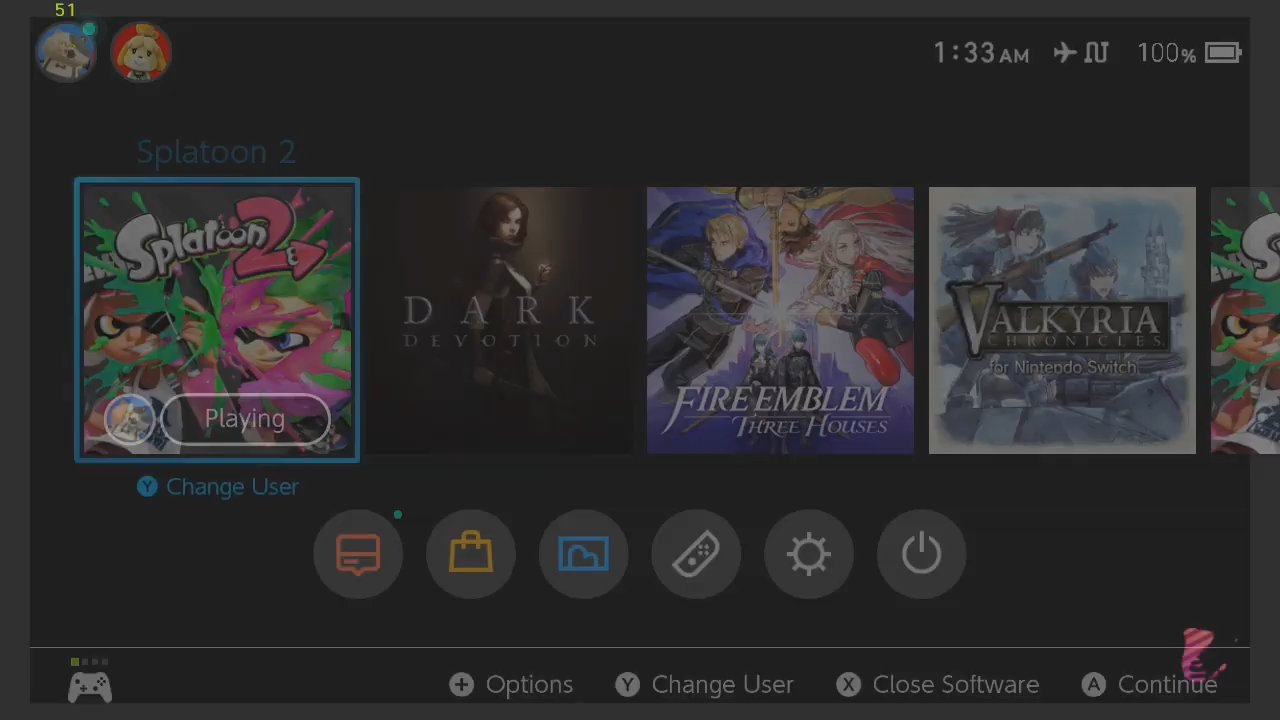 51
1:33 AM
100%
Splatoon 2
Splatoon 2
DARK
DEVOTION
FIRE EMBLEM
THREE HOUSES
VALKYRIA
CHRONICLES
for Nintendo Switch
Playing
Y Change User
+ Options
Y Change User
X Close Software
A Continue